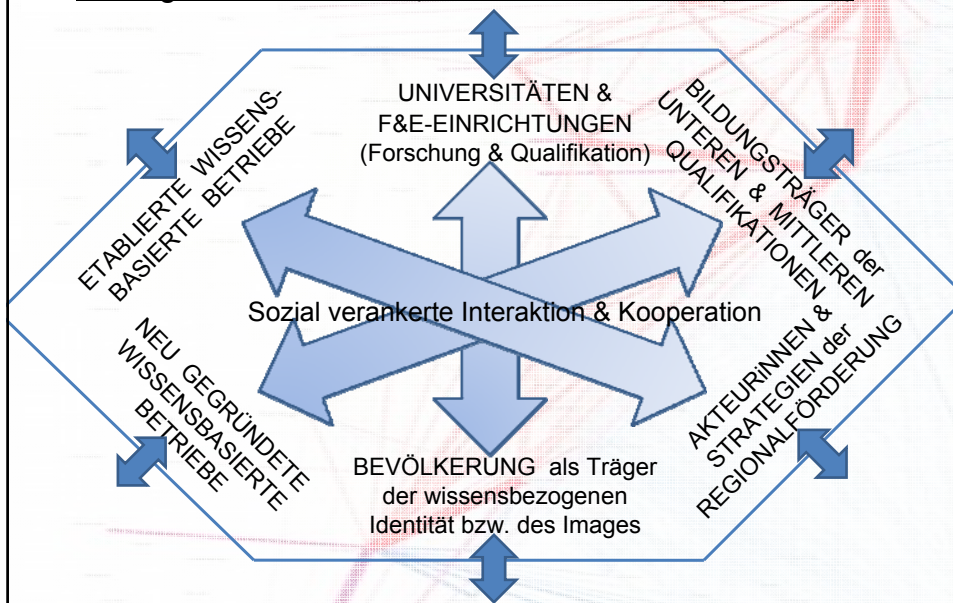 UNIVERSITÄTEN &
F&E-EINRICHTUNGEN
(Forschung & Qualifikation)
ETABLIERTE WISSENS-
BASIERTE BETRIEBE
BILDUNGSTRÄGER der
UNTEREN & MITTLEREN
QUALIFIKATIONEN
Sozial verankerte Interaktion & Kooperation
NEU GEGRÜNDETE
WISSENSBASIERTE
BETRIEBE
AKTEURiNNEN &
STRATEGIEN der
REGIONALFÖRDERUNG
BEVÖLKERUNG als Träger
der wissensbezogenen
Identität bzw. des Images